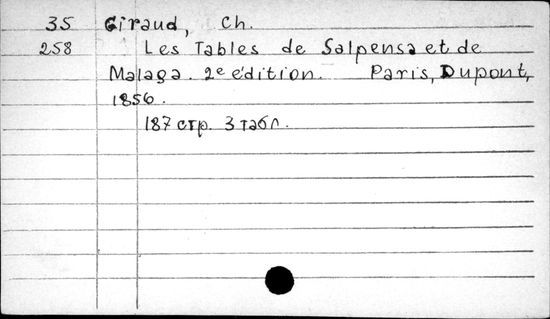 35 Giraud, Ch.
258 Les Tables de Salpensa et de
Malaga. 2e édition. Paris, Dupont,
1856.
187 стр. 3 табл.